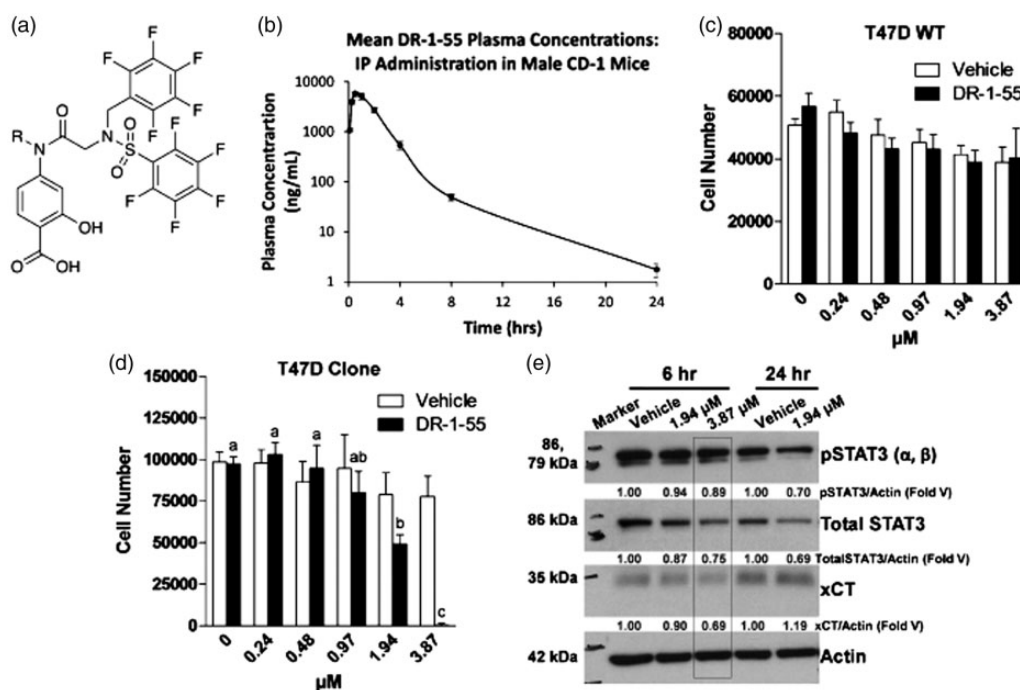 (a)
F
F
F
F
F
R
N
O
N
S
O
O
F
F
F
F
F
OH
O
OH
(b)
Mean DR-1-55 Plasma Concentrations:
IP Administration in Male CD-1 Mice
Plasma Concentrartion
(ng/mL)
10000
1000
100
10
1
0
4
8
12
16
20
24
Time (hrs)
(c)
T47D WT
Vehicle
DR-1-55
Cell Number
80000
60000
40000
20000
0
0
0.24
0.48
0.97
1.94
3.87
µM
(d)
T47D Clone
Vehicle
DR-1-55
Cell Number
150000
125000
100000
75000
50000
25000
0
a
a
a
ab
b
c
0
0.24
0.48
0.97
1.94
3.87
µM
(e)
6 hr 24 hr
Marker Vehicle 1.94 µM 3.87 µM Vehicle 1.94 µM
86,
79 kDa
pSTAT3 (α, β)
1.00 0.94 0.89 1.00 0.70 pSTAT3/Actin (Fold V)
86 kDa
Total STAT3
1.00 0.87 0.75 1.00 0.69 TotalSTAT3/Actin (Fold V)
35 kDa
xCT
1.00 0.90 0.69 1.00 1.19 xCT/Actin (Fold V)
42 kDa
Actin